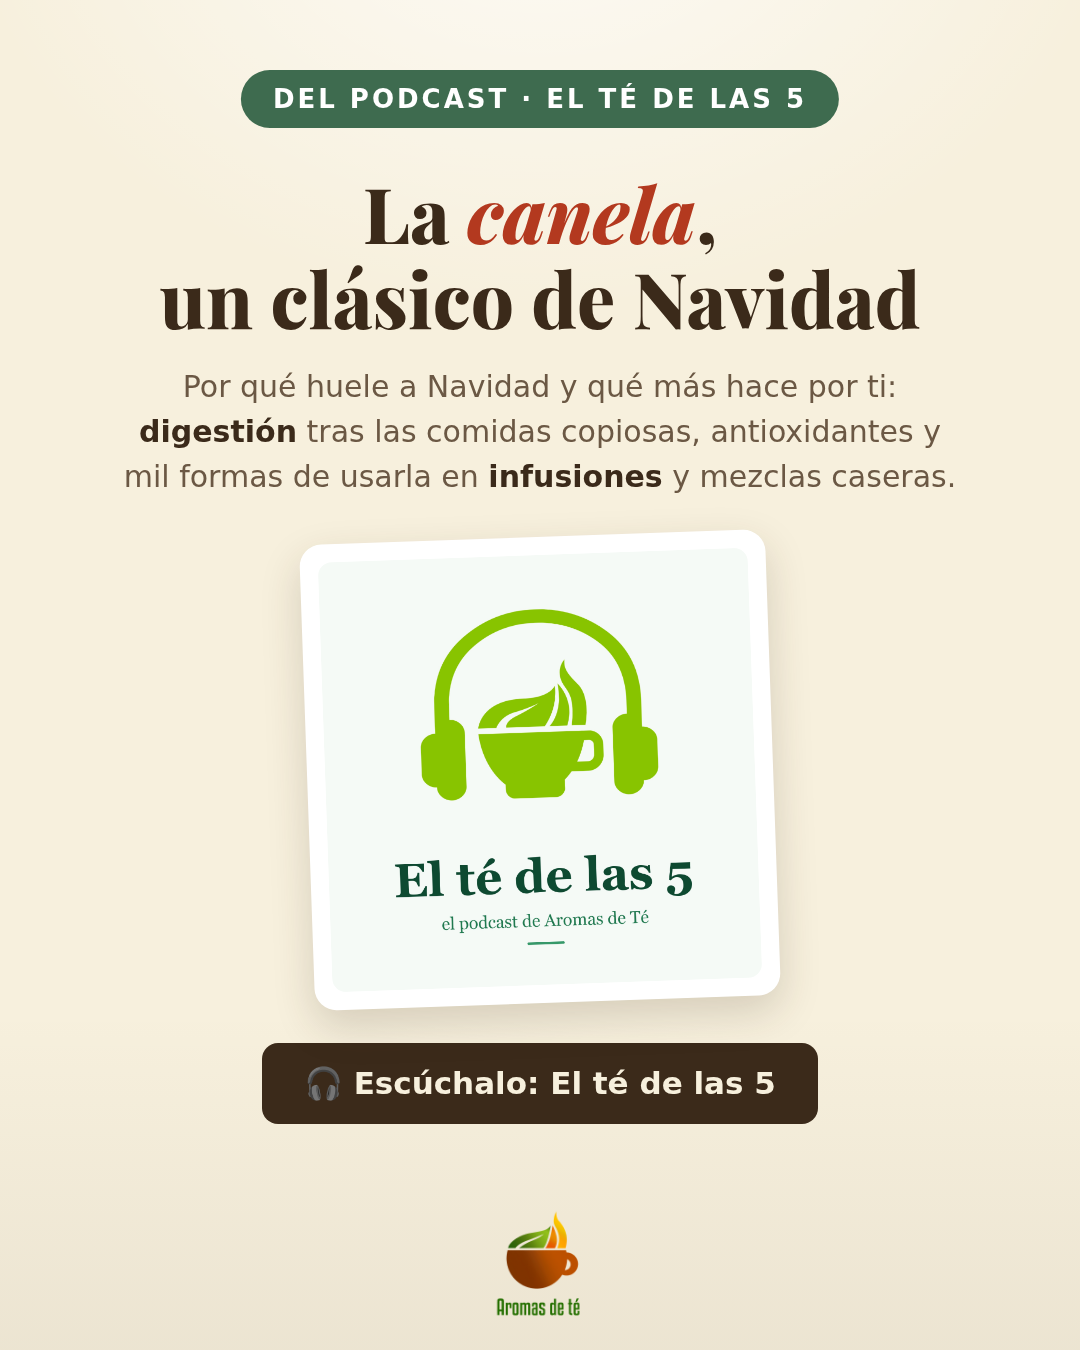 DEL PODCAST · EL TÉ DE LAS 5
La canela,
un clásico de Navidad
Por qué huele a Navidad y qué más hace por ti:
digestión tras las comidas copiosas, antioxidantes y
mil formas de usarla en infusiones y mezclas caseras.
El té de las 5
el podcast de Aromas de Té
🎧 Escúchalo: El té de las 5
Aromas de té